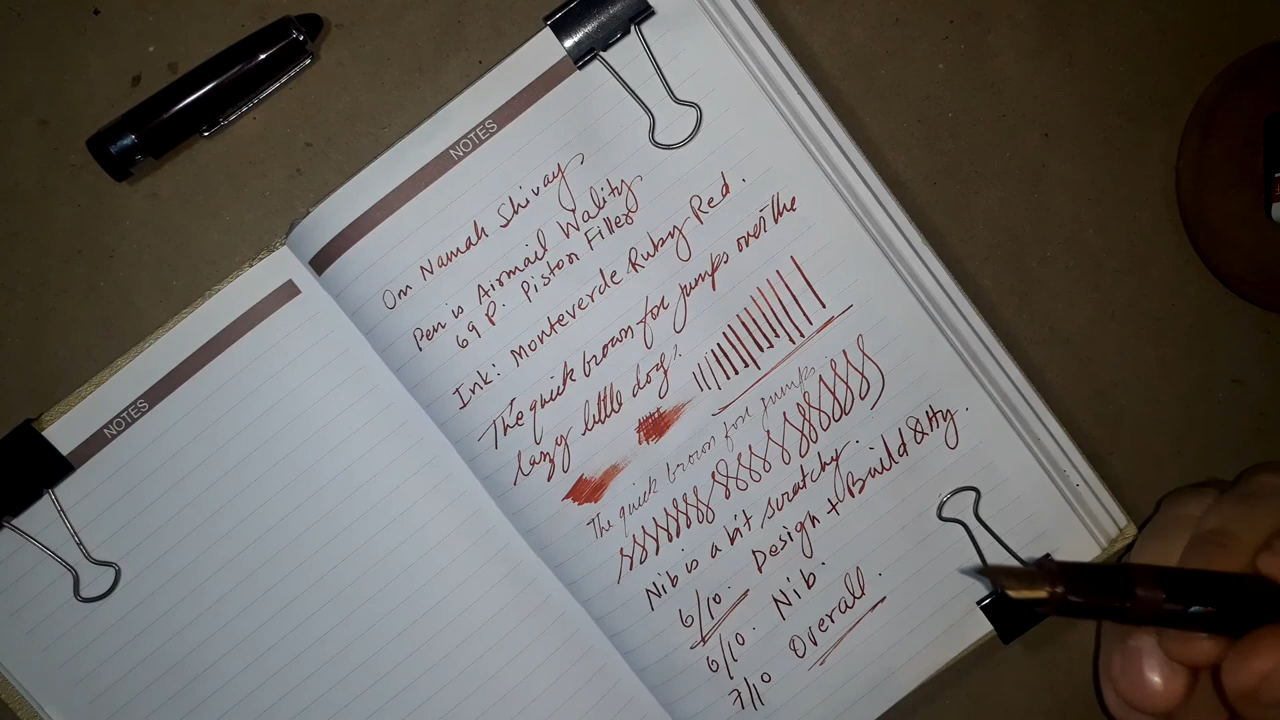 NOTES
NOTES
Om Namah Shivay
Pen is Airmail Wality
69 P. Piston Filler
Ink: Monteverde Ruby Red.
The quick brown fox jumps over the
lazy little dog.
The quick brown fox jumps
Nib is a bit scratchy.
6/10. Design + Build &
6/10. Nib.
7/10 Overall.